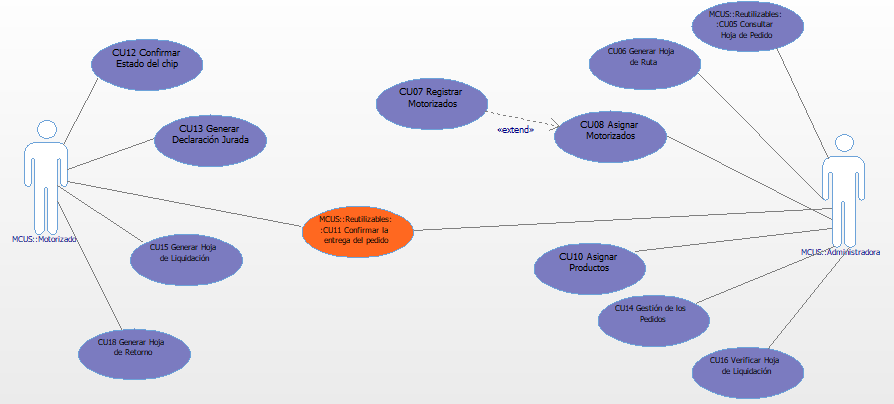 MCUS::Reutilizables:
:CU05 Consultar
Hoja de Pedido
CU12 Confirmar
Estado del chip
CU06 Generar Hoja
de Ruta
CU07 Registrar
Motorizados
«extend»
CU08 Asignar
Motorizados
CU13 Generar
Declaración Jurada
MCUS::Reutilizables:
:CU11 Confirmar la
entrega del pedido
MCUS::Motorizado
MCUS::Administradora
CU15 Generar Hoja
de Liquidación
CU10 Asignar
Productos
CU14 Gestión de los
Pedidos
CU18 Generar Hoja
de Retorno
CU16 Verificar Hoja
de Liquidación